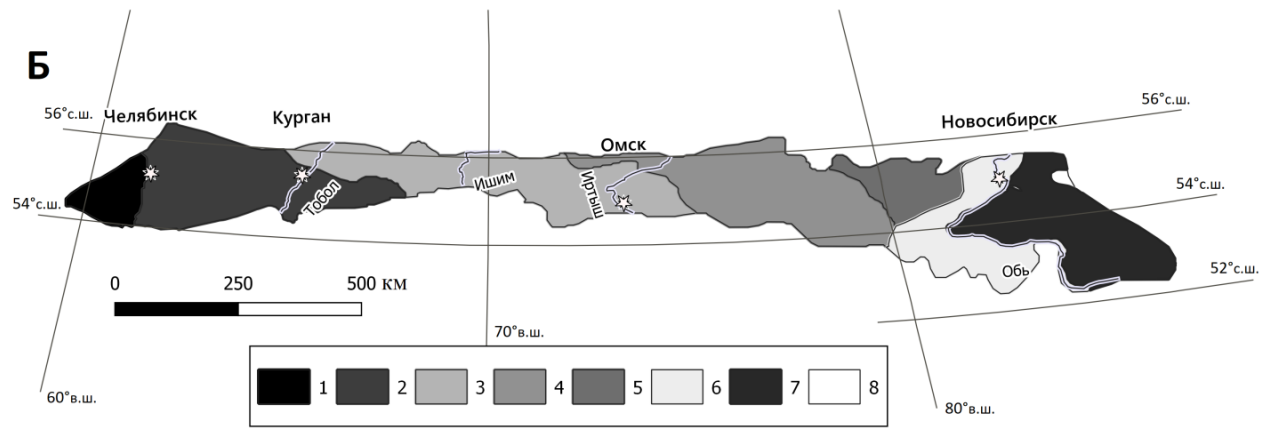 Б
56°с.ш.
Челябинск
Курган
Омск
Новосибирск
56°с.ш.
54°с.ш.
Тобол
Ишим
Иртыш
54°с.ш.
Обь
52°с.ш.
0 250 500 км
70°в.ш.
60°в.ш.
80°в.ш.
1 2 3 4 5 6 7 8